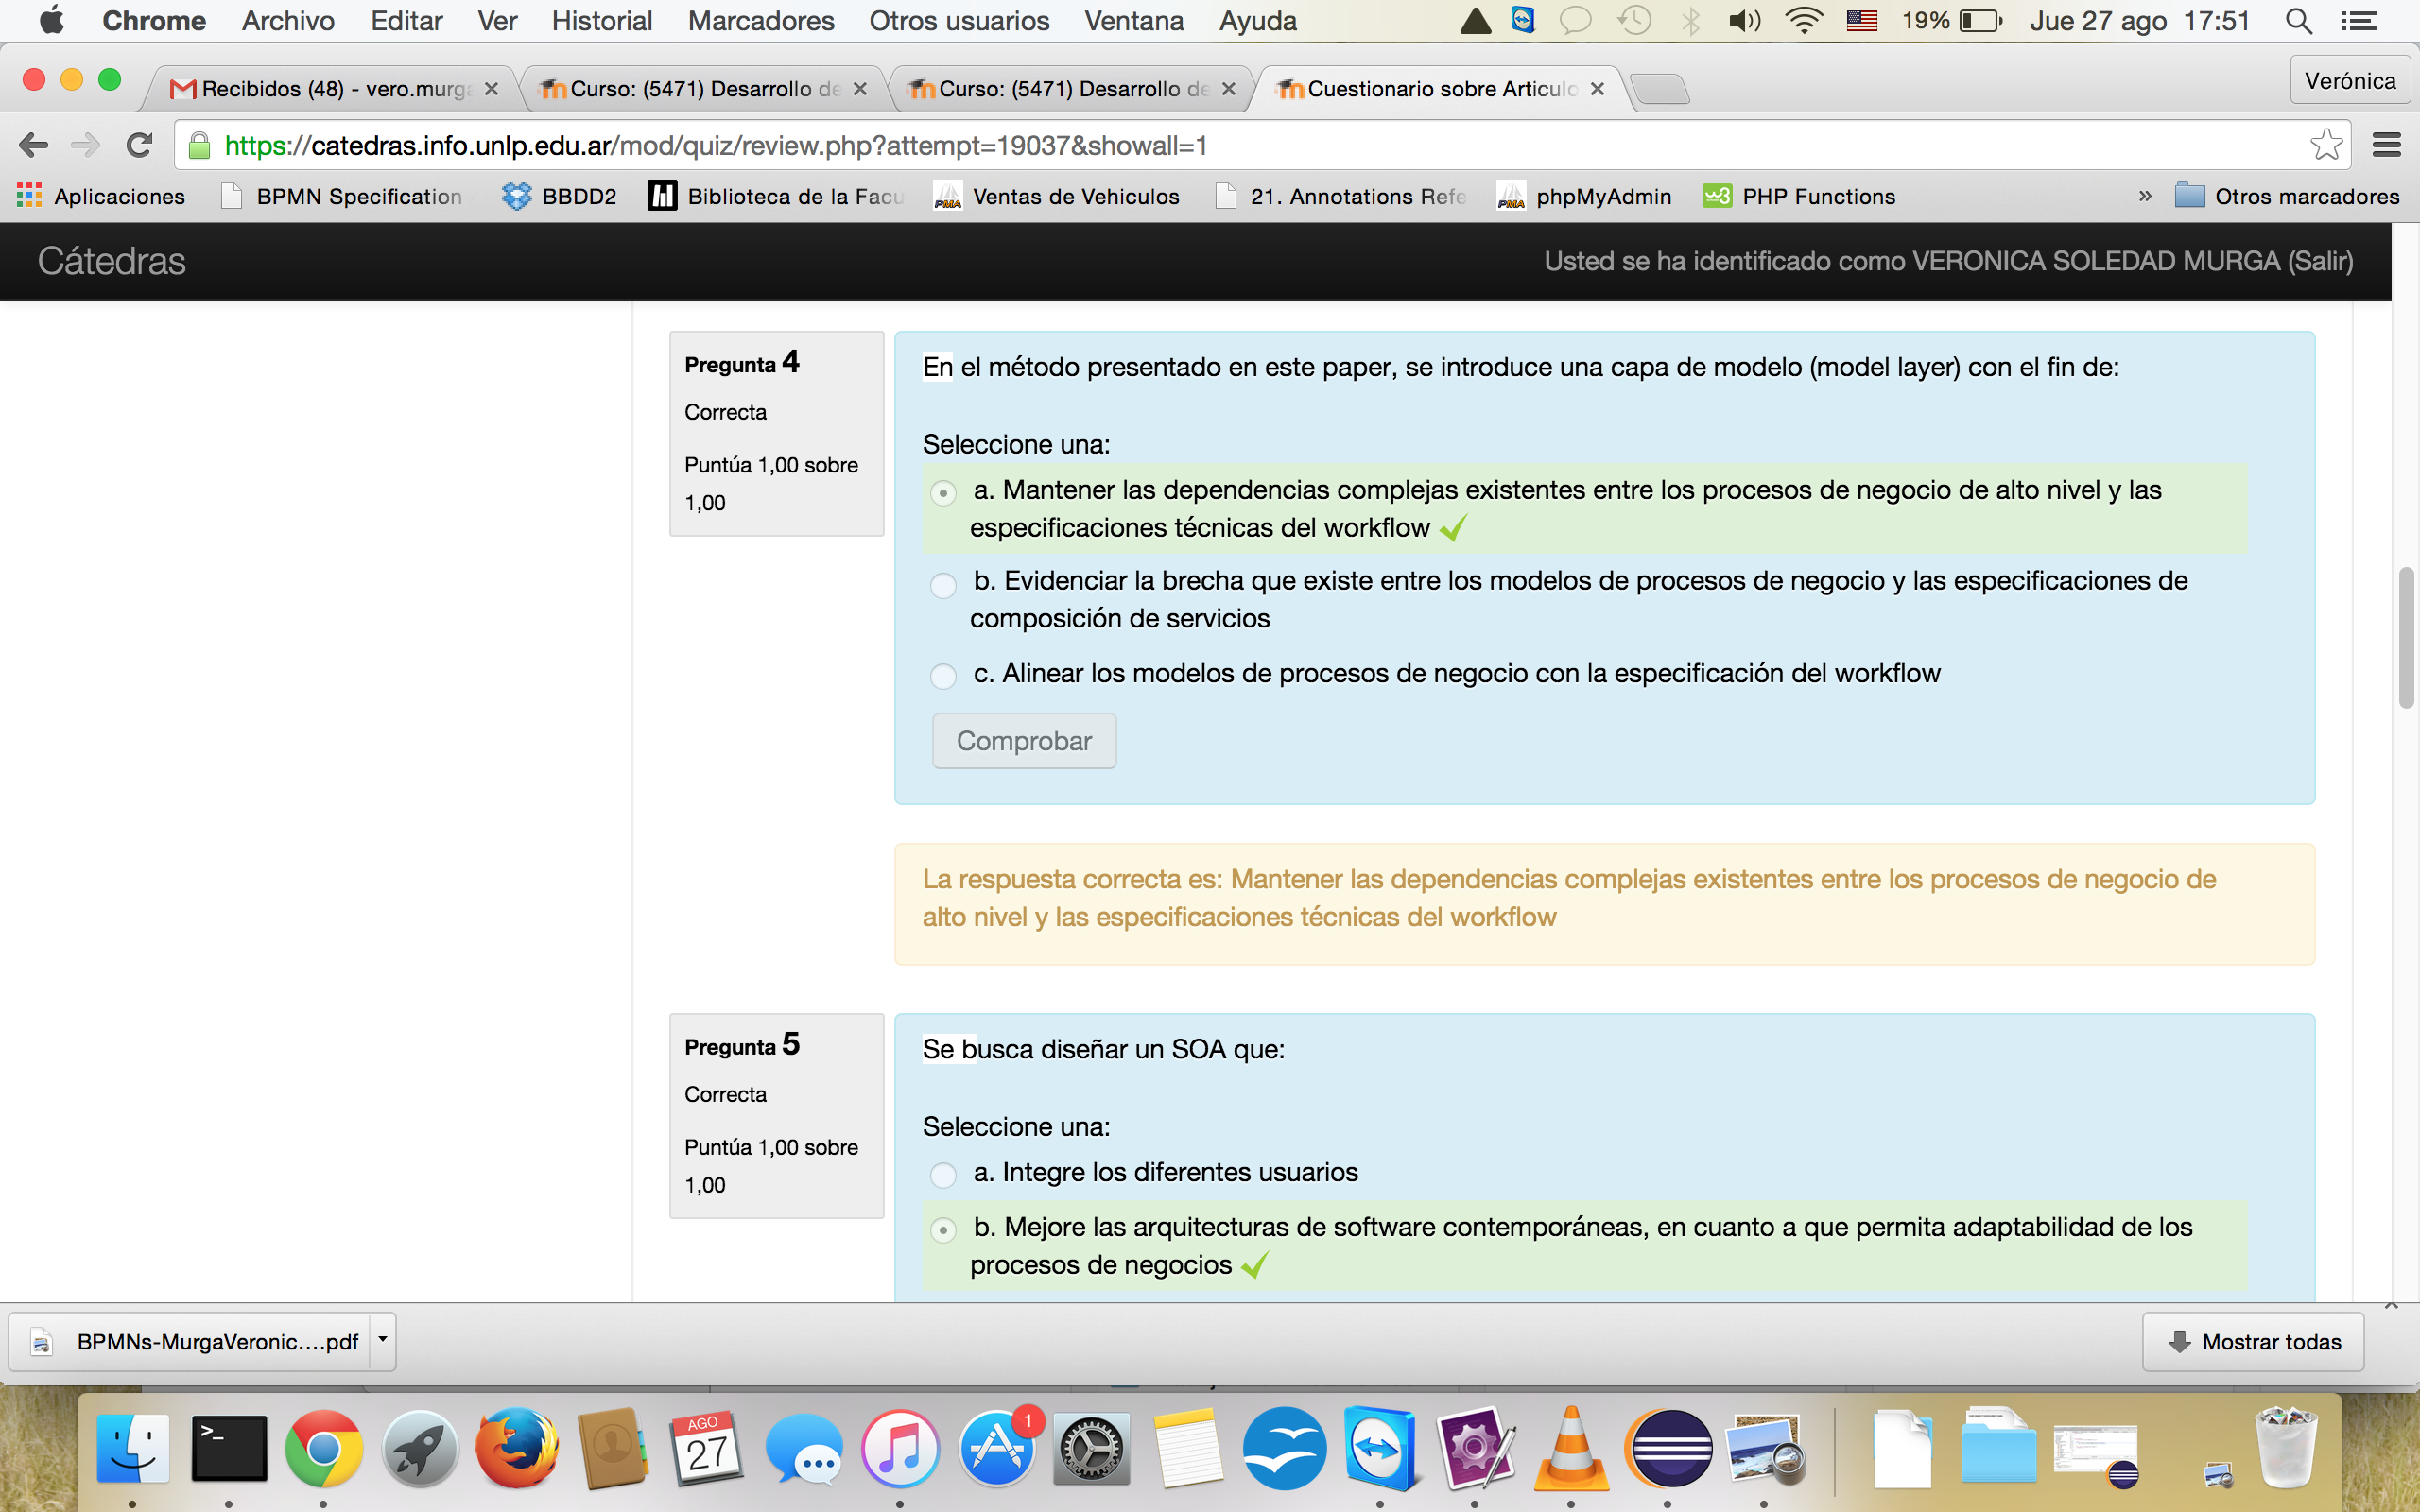 Chrome Archivo Editar Ver Historial Marcadores Otros usuarios Ventana Ayuda 19% Jue 27 ago 17:51
Recibidos (48) - vero.murga
Curso: (5471) Desarrollo de
Curso: (5471) Desarrollo de
Cuestionario sobre Articulo
Verónica
https://catedras.info.unlp.edu.ar/mod/quiz/review.php?attempt=19037&showall=1
Aplicaciones BPMN Specification BBDD2 Biblioteca de la Facu PMA Ventas de Vehiculos 21. Annotations Refe PMA phpMyAdmin w3 PHP Functions » Otros marcadores
Cátedras
Usted se ha identificado como VERONICA SOLEDAD MURGA (Salir)
Pregunta 4
Correcta
Puntúa 1,00 sobre
1,00
En el método presentado en este paper, se introduce una capa de modelo (model layer) con el fin de:
Seleccione una:
a. Mantener las dependencias complejas existentes entre los procesos de negocio de alto nivel y las
especificaciones técnicas del workflow
b. Evidenciar la brecha que existe entre los modelos de procesos de negocio y las especificaciones de
composición de servicios
c. Alinear los modelos de procesos de negocio con la especificación del workflow
Comprobar
La respuesta correcta es: Mantener las dependencias complejas existentes entre los procesos de negocio de
alto nivel y las especificaciones técnicas del workflow
Pregunta 5
Correcta
Puntúa 1,00 sobre
1,00
Se busca diseñar un SOA que:
Seleccione una:
a. Integre los diferentes usuarios
b. Mejore las arquitecturas de software contemporáneas, en cuanto a que permita adaptabilidad de los
procesos de negocios
BPMNs-MurgaVeronic....pdf
Mostrar todas
>_
AGO
27
1